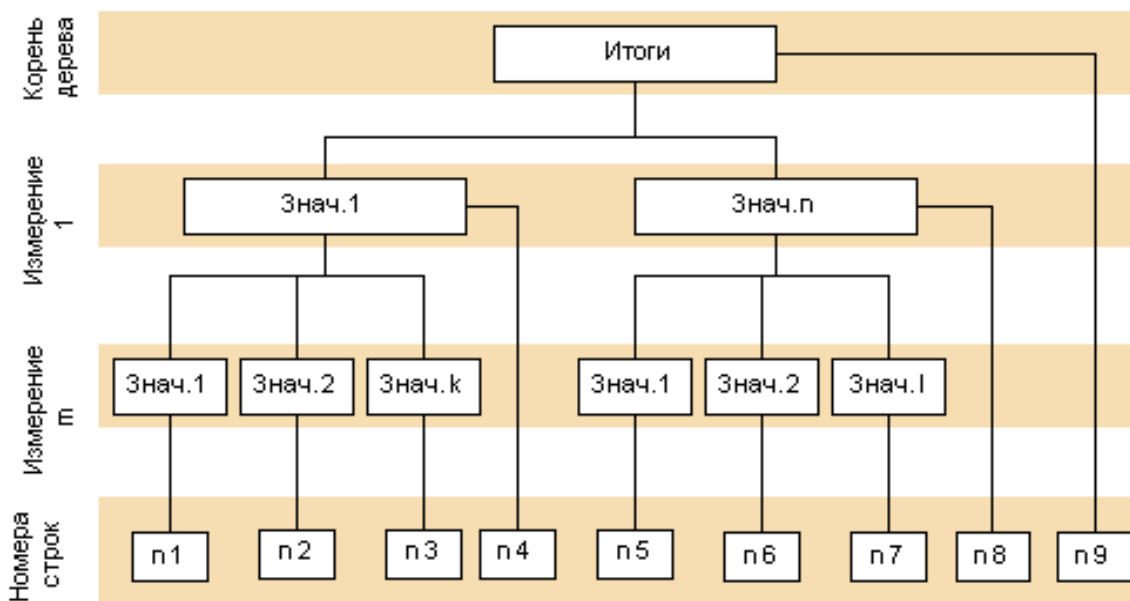 Корень
дерева
Итоги
Измерение
1
Знач.1
Знач.n
Измерение
m
Знач.1
Знач.2
Знач.k
Знач.1
Знач.2
Знач.l
Номера
строк
n1
n2
n3
n4
n5
n6
n7
n8
n9